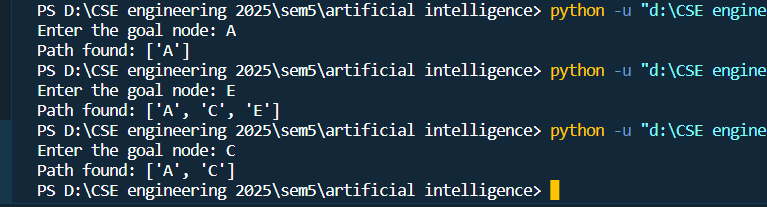 PS D:\CSE engineering 2025\sem5\artificial intelligence> python -u "d:\CSE engine
Enter the goal node: A
Path found: ['A']
PS D:\CSE engineering 2025\sem5\artificial intelligence> python -u "d:\CSE engine
Enter the goal node: E
Path found: ['A', 'C', 'E']
PS D:\CSE engineering 2025\sem5\artificial intelligence> python -u "d:\CSE engine
Enter the goal node: C
Path found: ['A', 'C']
PS D:\CSE engineering 2025\sem5\artificial intelligence>